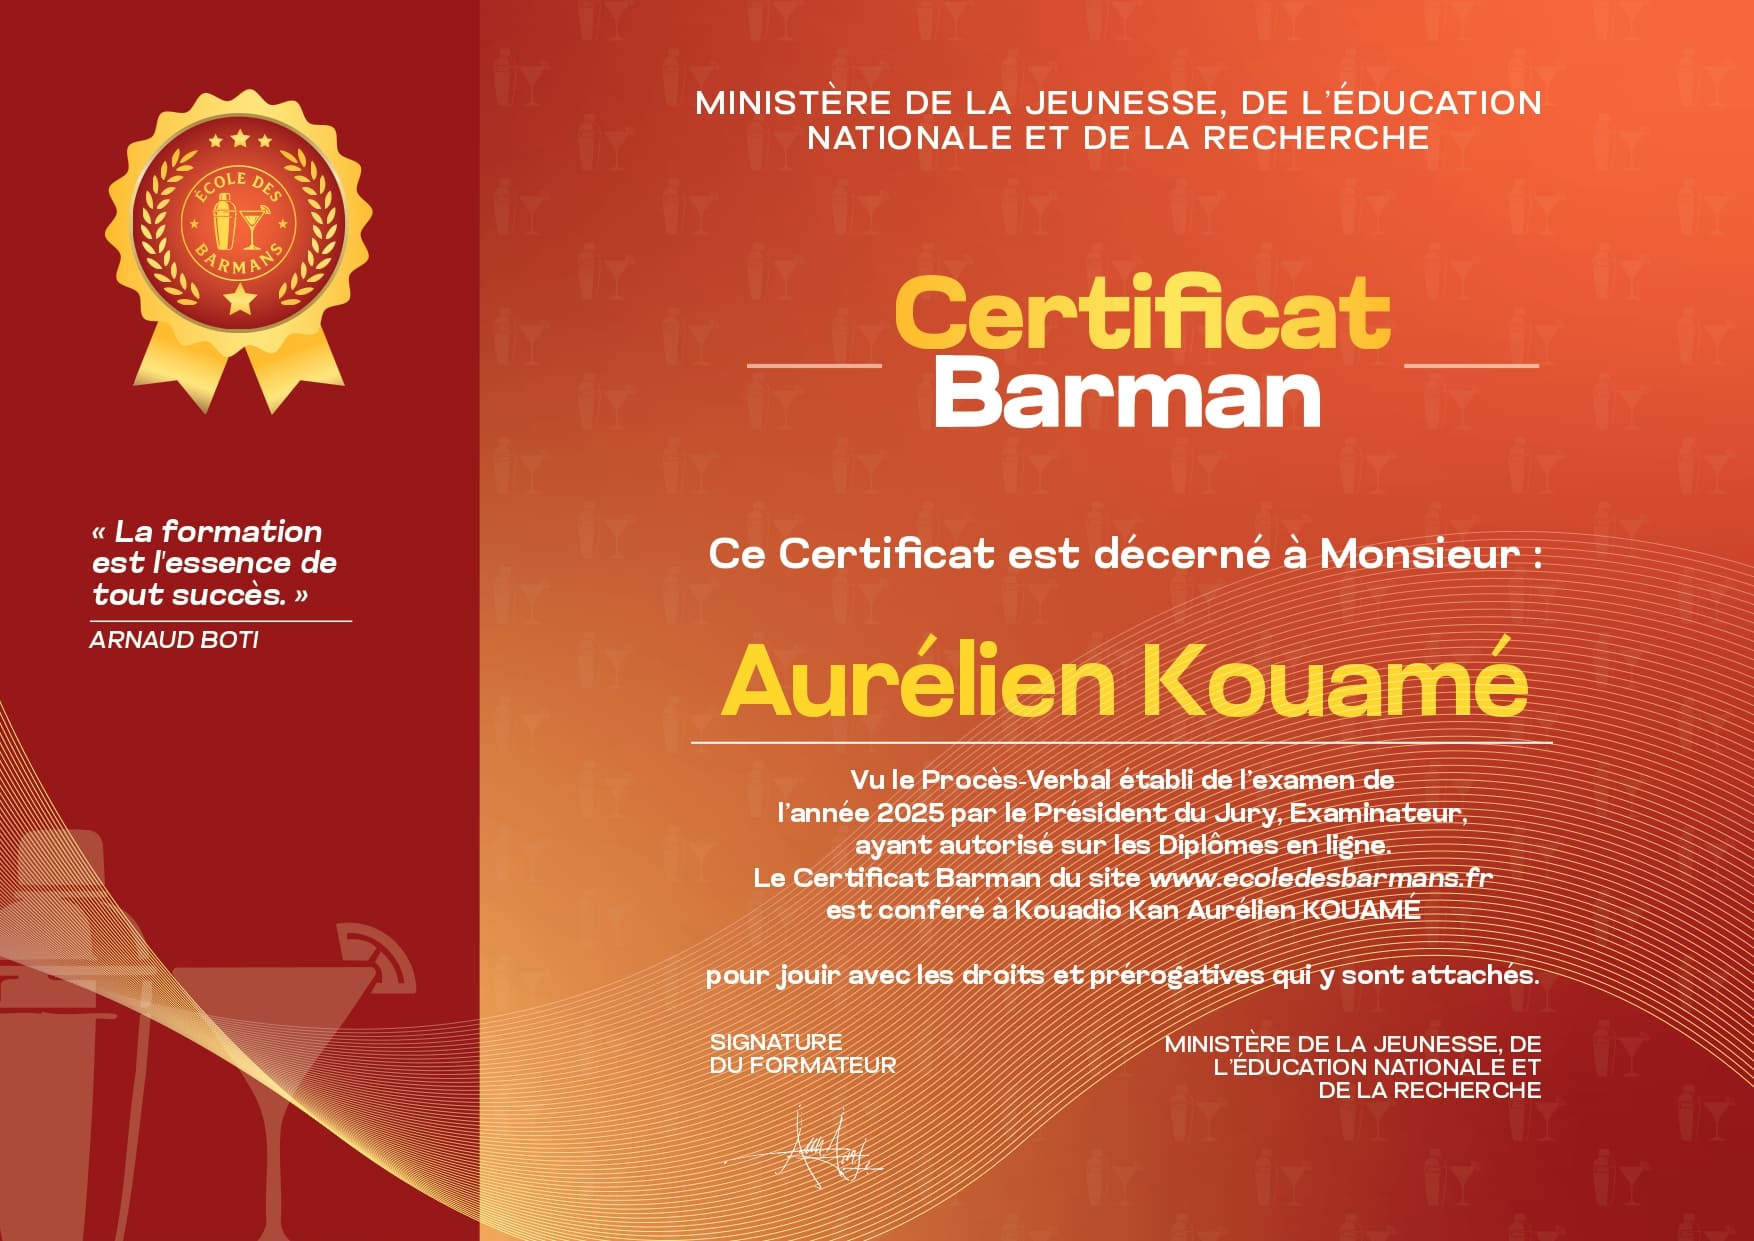 ÉCOLE DES
BARMANS
« La formation
est l'essence de
tout succès. »
ARNAUD BOTI
MINISTÈRE DE LA JEUNESSE, DE L'ÉDUCATION
NATIONALE ET DE LA RECHERCHE
Certificat
Barman
Ce Certificat est décerné à Monsieur :
Aurélien Kouamé
Vu le Procès-Verbal établi de l'examen de
l'année 2025 par le Président du Jury, Examinateur,
ayant autorisé sur les Diplômes en ligne.
Le Certificat Barman du site www.ecoledesbarmans.fr
est conféré à Kouadio Kan Aurélien KOUAMÉ
pour jouir avec les droits et prérogatives qui y sont attachés.
SIGNATURE
DU FORMATEUR
MINISTÈRE DE LA JEUNESSE, DE
L'ÉDUCATION NATIONALE ET
DE LA RECHERCHE